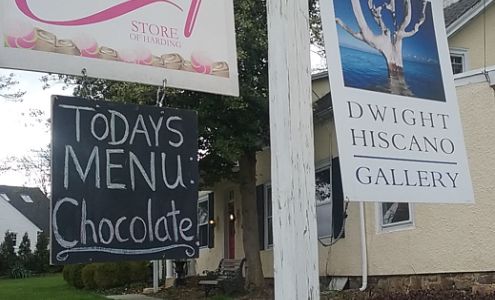 STORE
OF HARDING
TODAYS
MENU:
Chocolate
DWIGHT
HISCANO
GALLERY